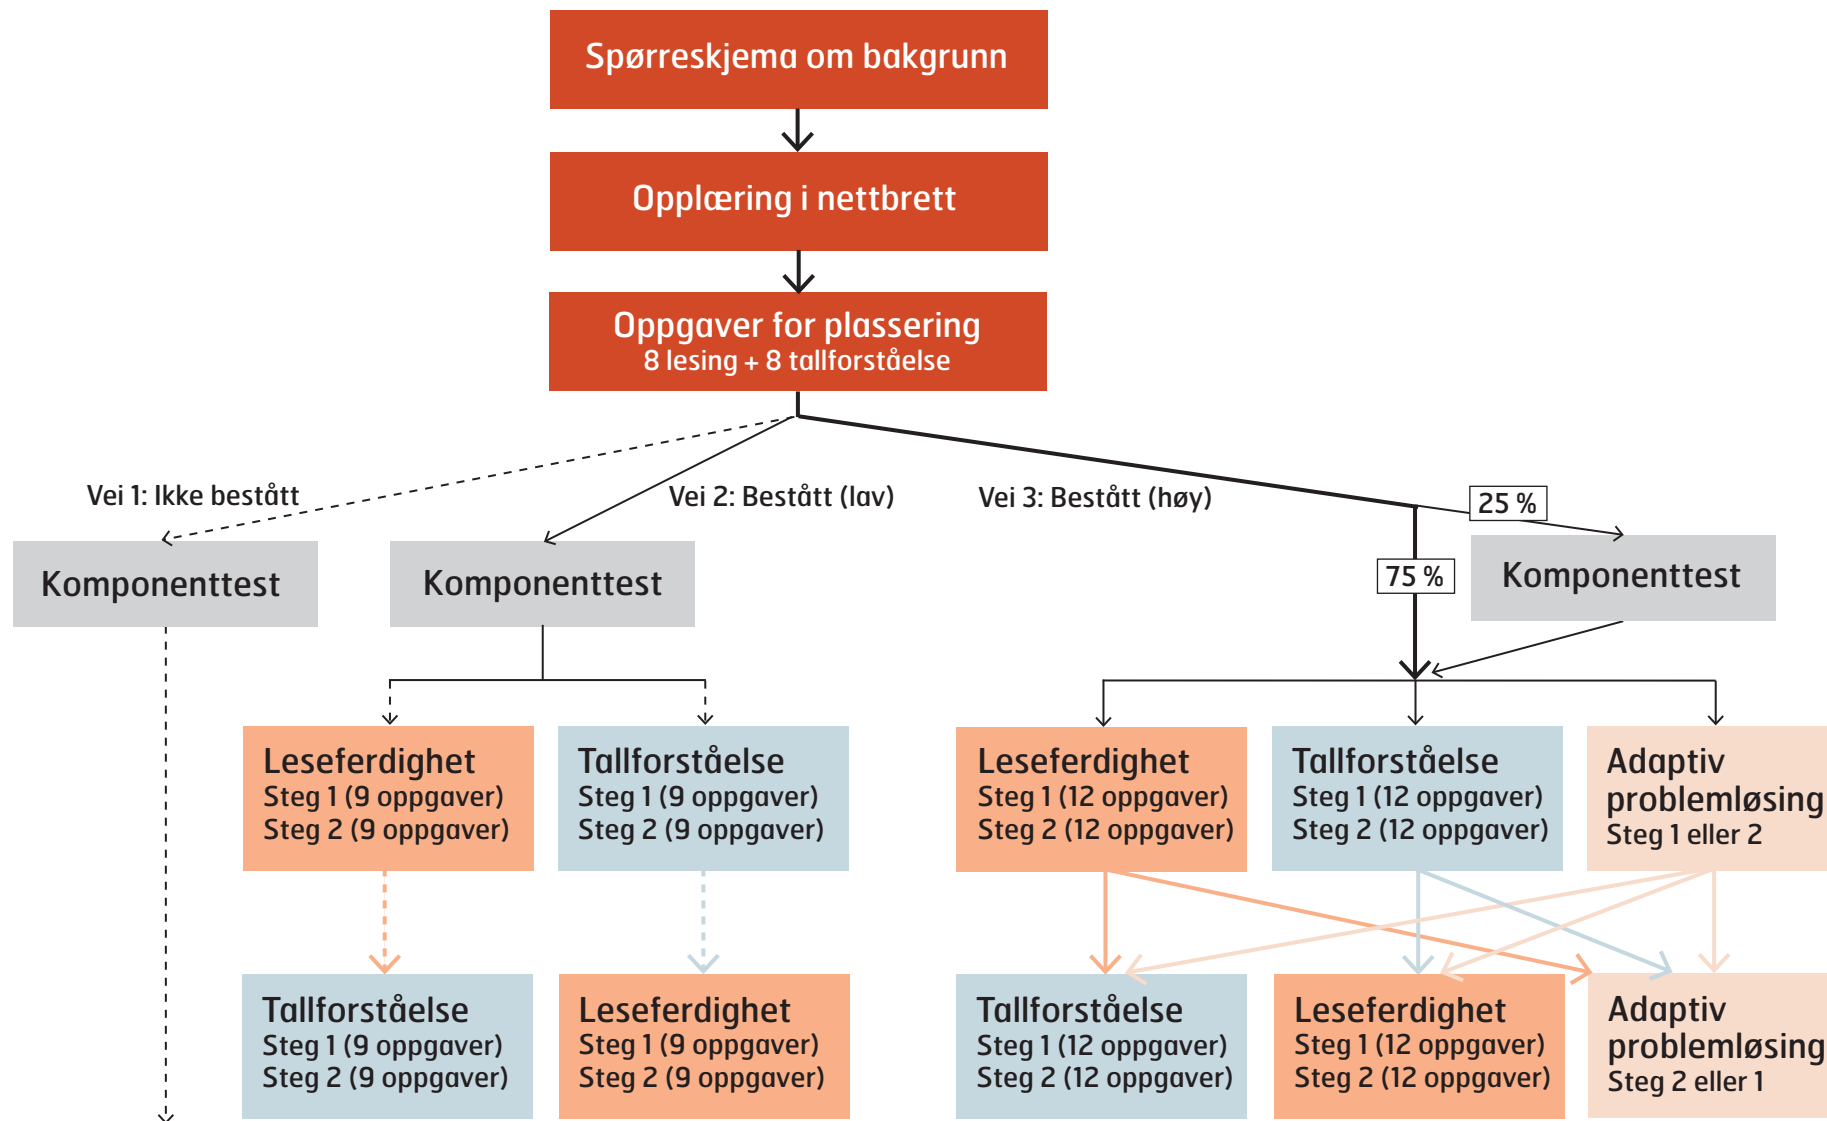 Spørreskjema om bakgrunn
Opplæring i nettbrett
Oppgaver for plassering
8 lesing + 8 tallforståelse
Vei 1: Ikke bestått
Vei 2: Bestått (lav)
Vei 3: Bestått (høy)
25 %
75 %
Komponenttest
Komponenttest
Komponenttest
Leseferdighet
Steg 1 (9 oppgaver)
Steg 2 (9 oppgaver)
Tallforståelse
Steg 1 (9 oppgaver)
Steg 2 (9 oppgaver)
Leseferdighet
Steg 1 (12 oppgaver)
Steg 2 (12 oppgaver)
Tallforståelse
Steg 1 (12 oppgaver)
Steg 2 (12 oppgaver)
Adaptiv
problemløsing
Steg 1 eller 2
Tallforståelse
Steg 1 (9 oppgaver)
Steg 2 (9 oppgaver)
Leseferdighet
Steg 1 (9 oppgaver)
Steg 2 (9 oppgaver)
Tallforståelse
Steg 1 (12 oppgaver)
Steg 2 (12 oppgaver)
Leseferdighet
Steg 1 (12 oppgaver)
Steg 2 (12 oppgaver)
Adaptiv
problemløsing
Steg 2 eller 1